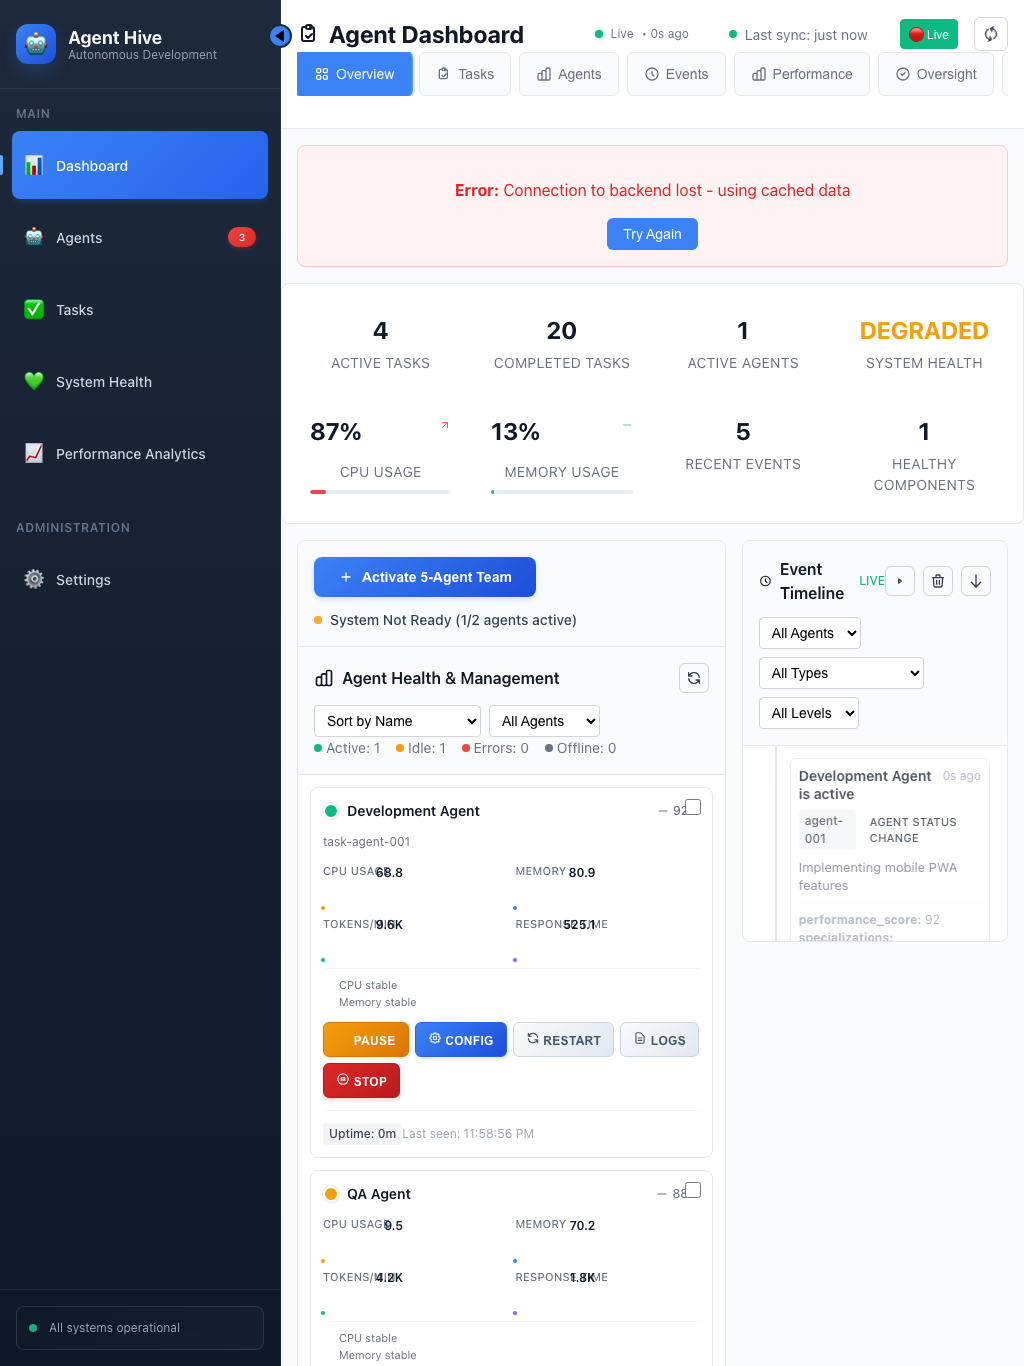 Agent Hive
Autonomous Development
MAIN
Dashboard
Agents
3
Tasks
System Health
Performance Analytics
ADMINISTRATION
Settings
All systems operational
Agent Dashboard
Live • 0s ago
Last sync: just now
Live
Overview
Tasks
Agents
Events
Performance
Oversight
Error: Connection to backend lost - using cached data
Try Again
4
ACTIVE TASKS
20
COMPLETED TASKS
1
ACTIVE AGENTS
DEGRADED
SYSTEM HEALTH
87%
CPU USAGE
13%
MEMORY USAGE
5
RECENT EVENTS
1
HEALTHY
COMPONENTS
Activate 5-Agent Team
System Not Ready (1/2 agents active)
Agent Health & Management
Sort by Name
All Agents
Active: 1
Idle: 1
Errors: 0
Offline: 0
Development Agent
— 92
task-agent-001
CPU USAGE 68.8
MEMORY 80.9
TOKENS/MIN 9.6K
RESPONSE TIME 525.1
CPU stable
Memory stable
PAUSE
CONFIG
RESTART
LOGS
STOP
Uptime: 0m Last seen: 11:58:56 PM
QA Agent
— 88
CPU USAGE 9.5
MEMORY 70.2
TOKENS/MIN 4.2K
RESPONSE TIME 1.8K
CPU stable
Memory stable
Event
Timeline
LIVE
All Agents
All Types
All Levels
Development Agent
is active
0s ago
agent-
001
AGENT STATUS
CHANGE
Implementing mobile PWA
features
performance_score: 92
specializations: